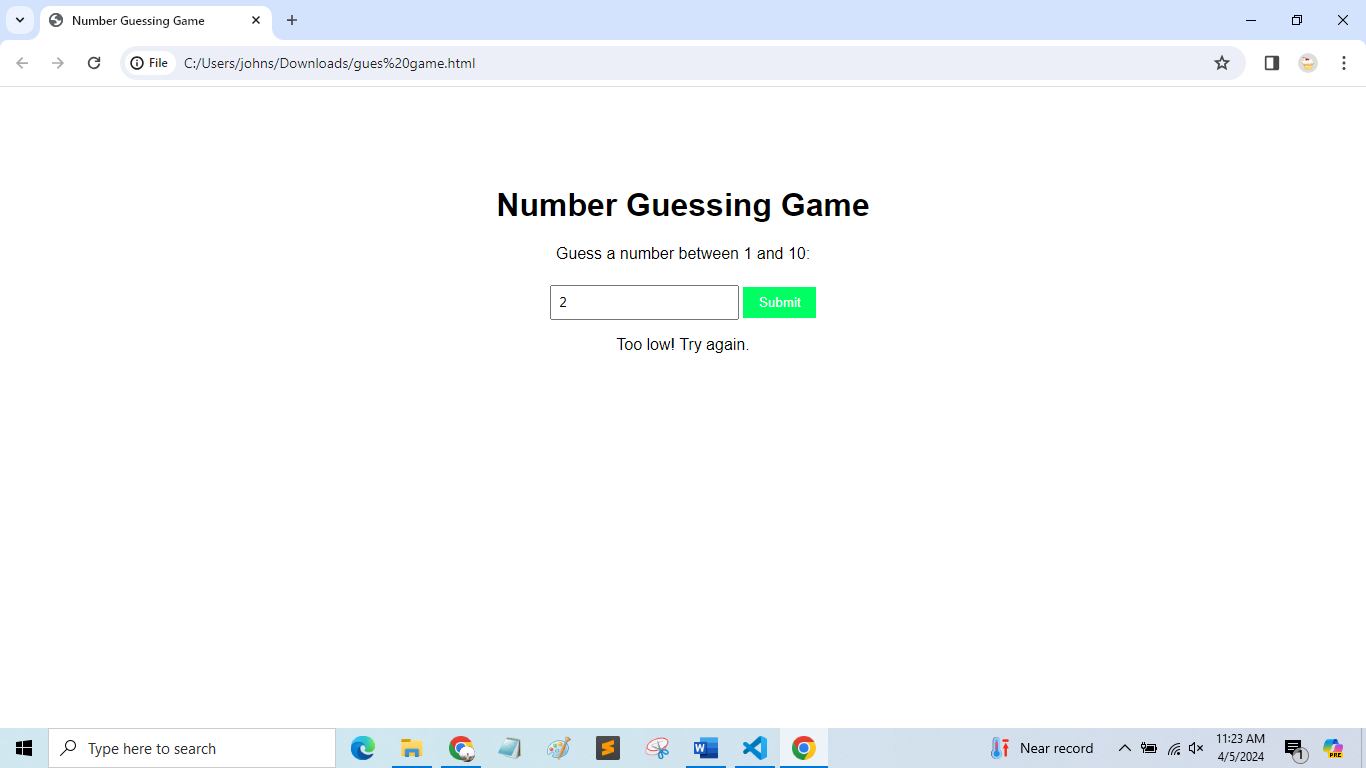 Number Guessing Game
File C:/Users/johns/Downloads/gues%20game.html
Number Guessing Game
Guess a number between 1 and 10:
2 Submit
Too low! Try again.
Type here to search
Near record
11:23 AM
4/5/2024
1
PRE